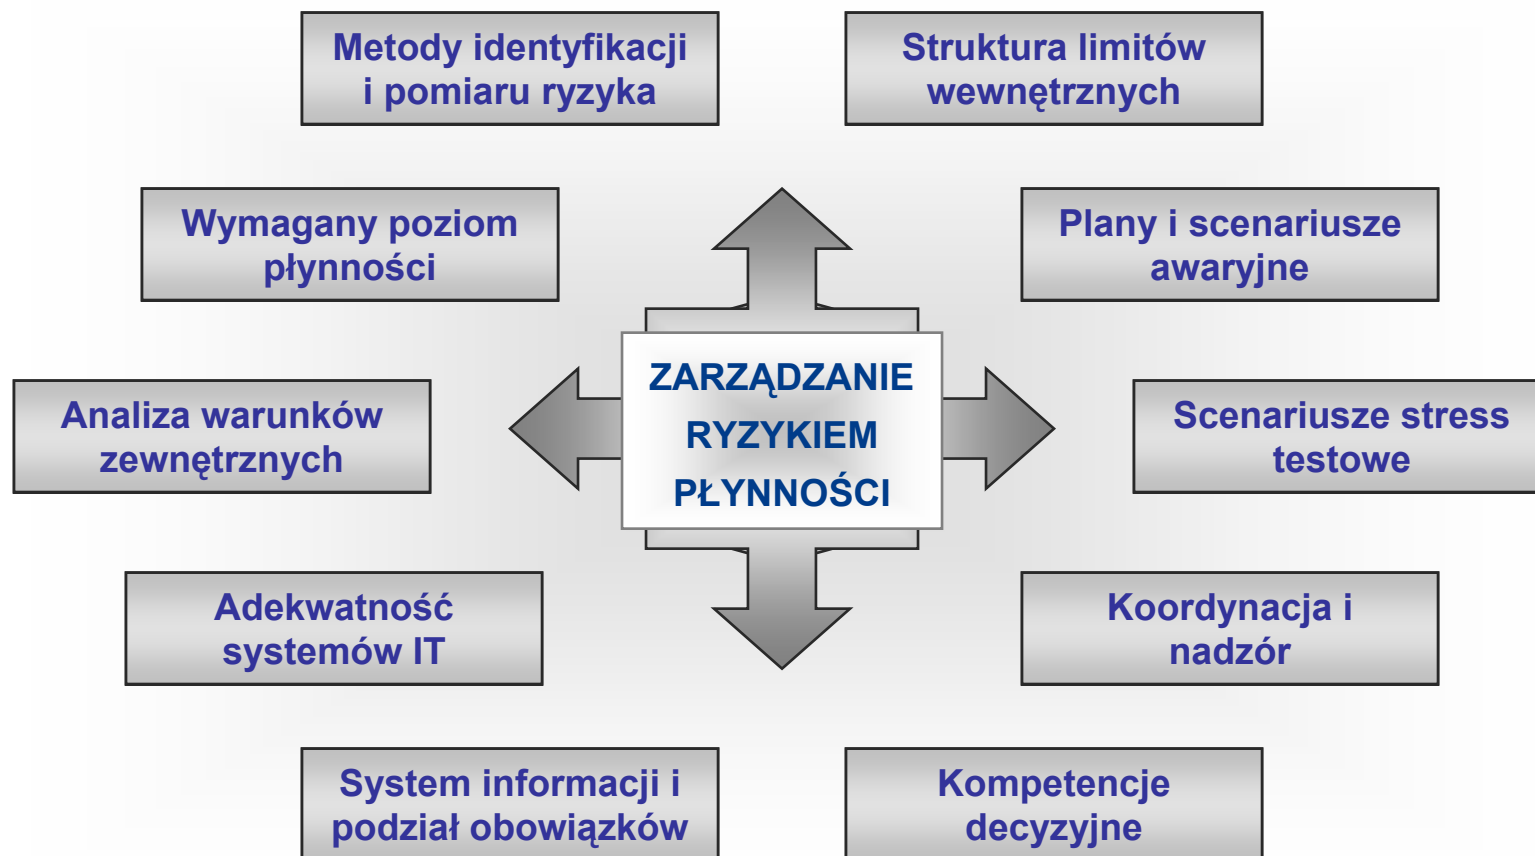 Metody identyfikacji
i pomiaru ryzyka
Struktura limitów
wewnętrznych
Wymagany poziom
płynności
Plany i scenariusze
awaryjne
ZARZĄDZANIE
RYZYKIEM
PŁYNNOŚCI
Analiza warunków
zewnętrznych
Scenariusze stress
testowe
Adekwatność
systemów IT
Koordynacja i
nadzór
System informacji i
podział obowiązków
Kompetencje
decyzyjne